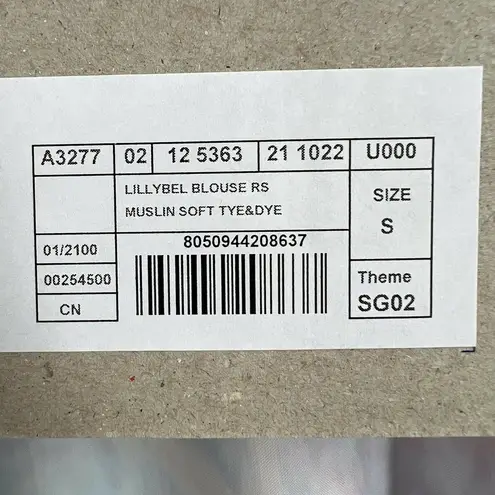 A3277 02 12 5363 21 1022 U000
LILLYBEL BLOUSE RS
MUSLIN SOFT TYE&DYE
SIZE
S
8050944208637
01/2100
00254500
CN
Theme
SG02